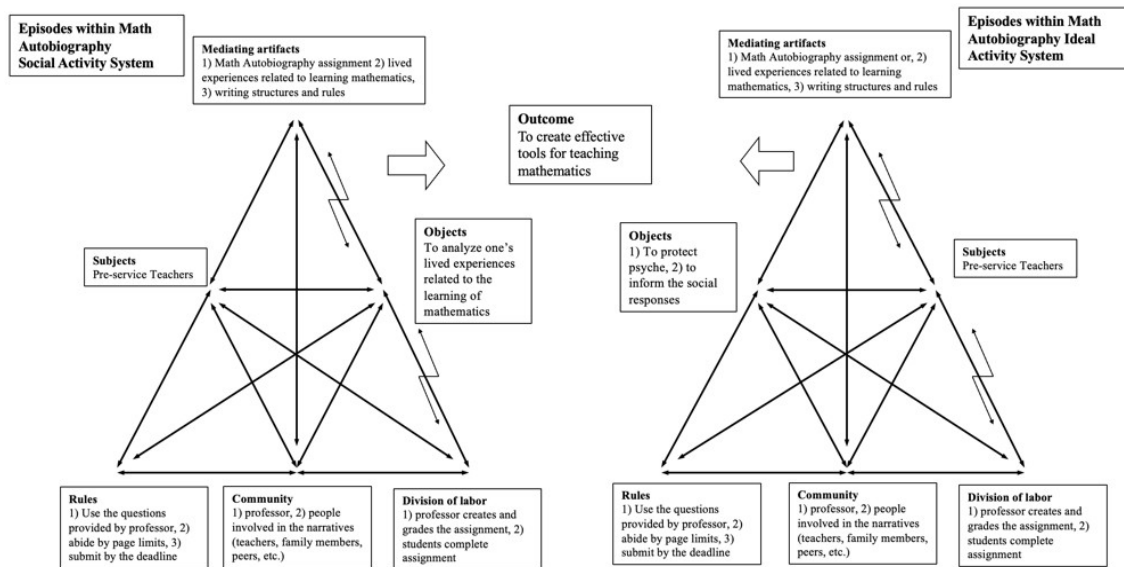 Episodes within Math
Autobiography
Social Activity System
Mediating artifacts
1) Math Autobiography assignment 2) lived
experiences related to learning mathematics,
3) writing structures and rules
Outcome
To create effective
tools for teaching
mathematics
Mediating artifacts
1) Math Autobiography assignment or, 2)
lived experiences related to learning
mathematics, 3) writing structures and rules
Episodes within Math
Autobiography Ideal
Activity System
Subjects
Pre-service Teachers
Objects
To analyze one’s
lived experiences
related to the
learning of
mathematics
Objects
1) To protect
psyche, 2) to
inform the social
responses
Subjects
Pre-service Teachers
Rules
1) Use the questions
provided by professor, 2)
abide by page limits, 3)
submit by the deadline
Community
1) professor, 2) people
involved in the narratives
(teachers, family members,
peers, etc.)
Division of labor
1) professor creates and
grades the assignment, 2)
students complete
assignment
Rules
1) Use the questions
provided by professor, 2)
abide by page limits, 3)
submit by the deadline
Community
1) professor, 2) people
involved in the narratives
(teachers, family members,
peers, etc.)
Division of labor
1) professor creates and
grades the assignment, 2)
students complete
assignment